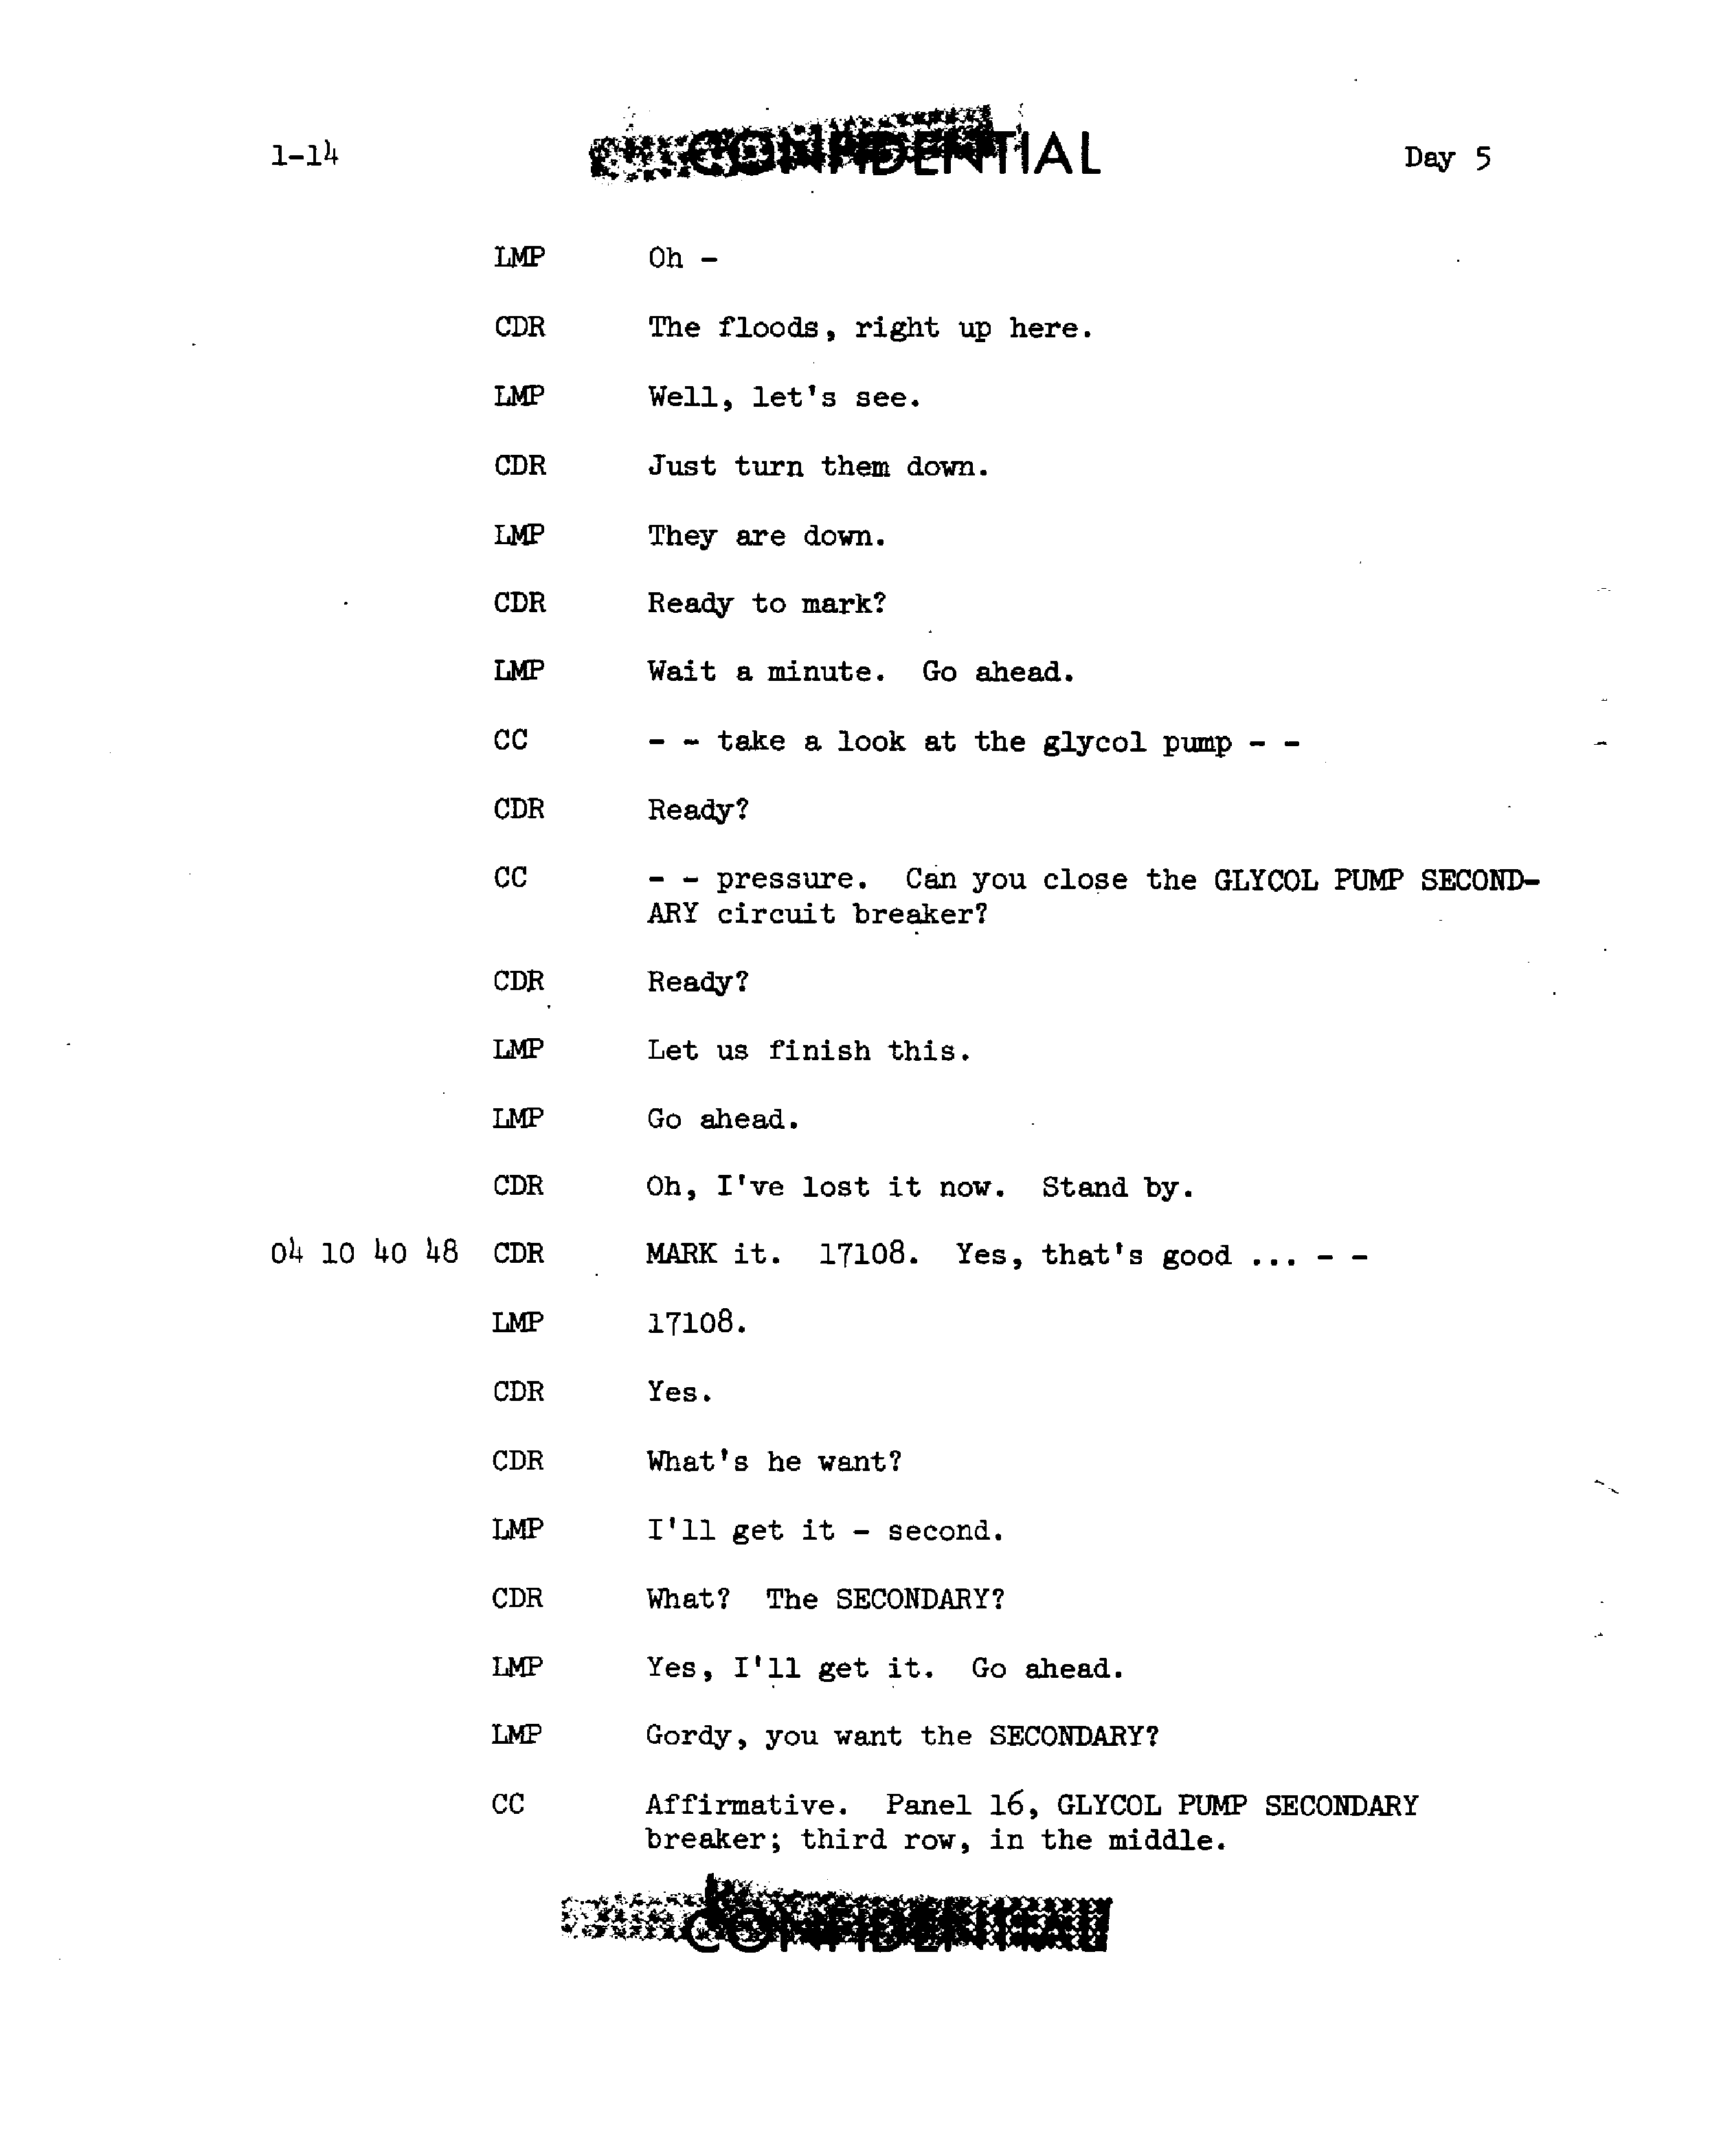 1-14 CONFIDENTIAL Day 5
LMP Oh -
CDR The floods, right up here.
LMP Well, let's see.
CDR Just turn them down.
LMP They are down.
CDR Ready to mark?
LMP Wait a minute. Go ahead.
CC - - take a look at the glycol pump - -
CDR Ready?
CC - - pressure. Can you close the GLYCOL PUMP SECOND-
ARY circuit breaker?
CDR Ready?
LMP Let us finish this.
LMP Go ahead.
CDR Oh, I've lost it now. Stand by.
04 10 40 48 CDR MARK it. 17108. Yes, that's good ... - -
LMP 17108.
CDR Yes.
CDR What's he want?
LMP I'll get it - second.
CDR What? The SECONDARY?
LMP Yes, I'll get it. Go ahead.
LMP Gordy, you want the SECONDARY?
CC Affirmative. Panel 16, GLYCOL PUMP SECONDARY
breaker; third row, in the middle.
CONFIDENTIAL